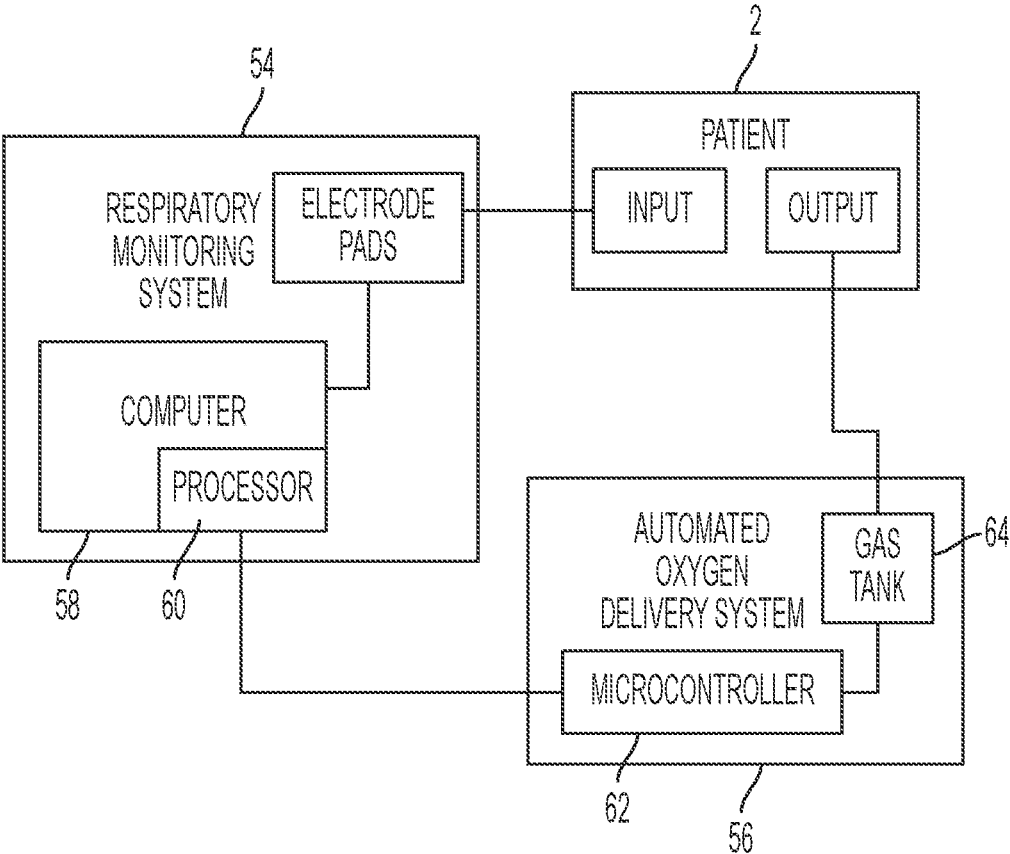 2
54
PATIENT
INPUT
OUTPUT
RESPIRATORY
MONITORING
SYSTEM
ELECTRODE
PADS
COMPUTER
PROCESSOR
58
60
AUTOMATED
OXYGEN
DELIVERY SYSTEM
GAS
TANK
64
MICROCONTROLLER
62
56